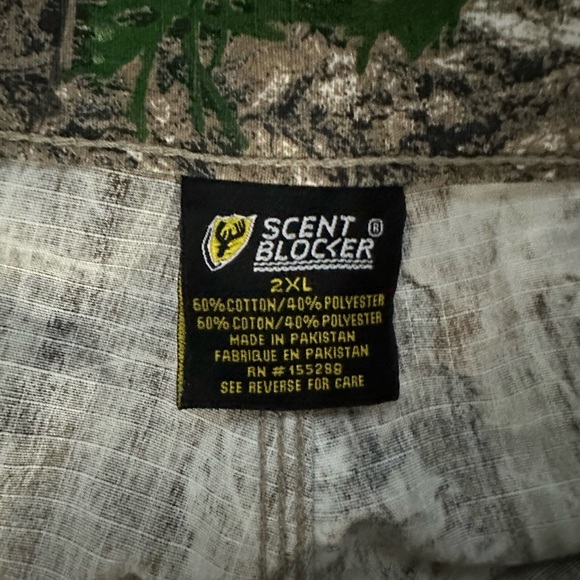 SCENT ®
BLOCKER
2XL
60% COTTON/40% POLYESTER
60% COTON/40% POLYESTER
MADE IN PAKISTAN
FABRIQUE EN PAKISTAN
RN # 155298
SEE REVERSE FOR CARE